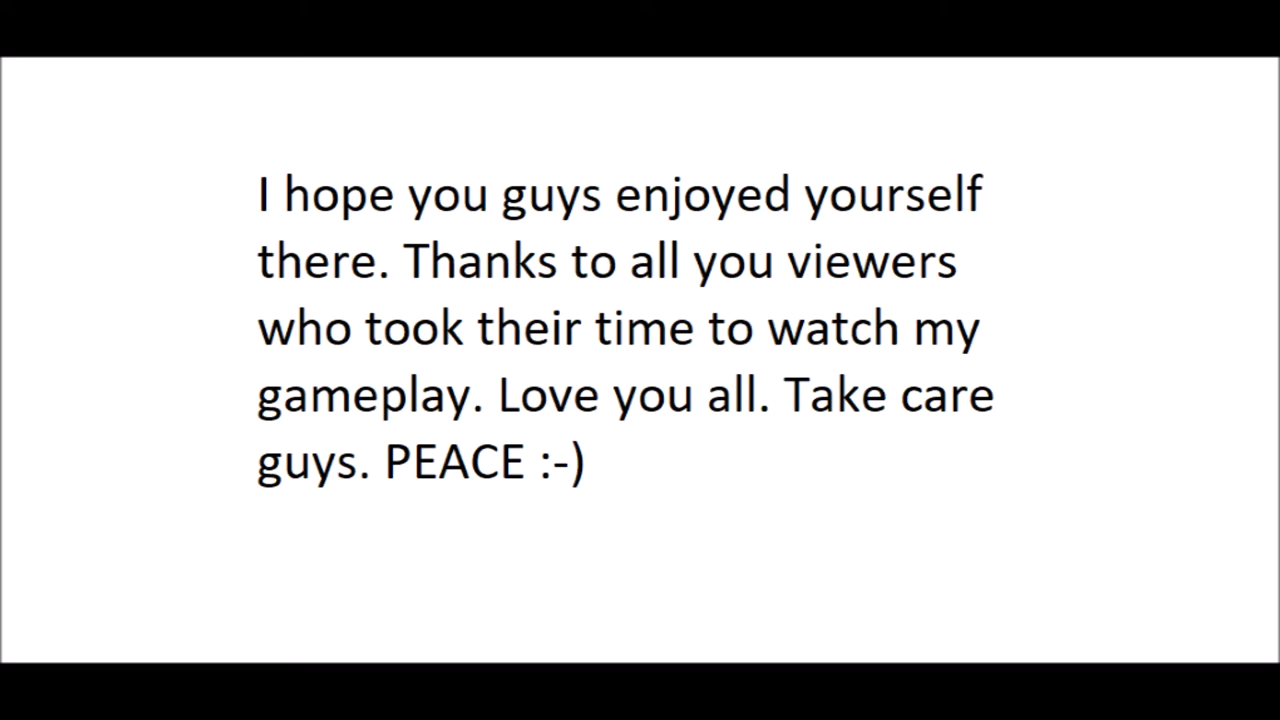 I hope you guys enjoyed yourself
there. Thanks to all you viewers
who took their time to watch my
gameplay. Love you all. Take care
guys. PEACE :-)